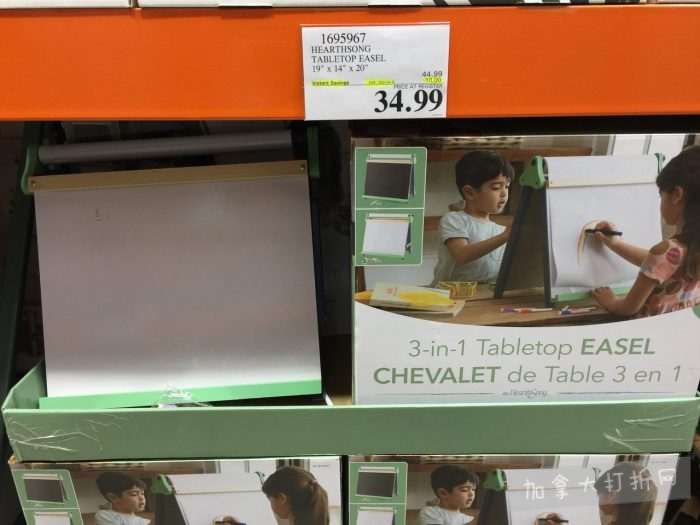 1695967
HEARTHSONG
TABLETOP EASEL
19" x 14" x 20"
44.99
Instant Savings
10.00
PRICE AT REGISTER
34.99
3-in-1 Tabletop EASEL
CHEVALET de Table 3 en 1
HearthSong
加拿大打折网